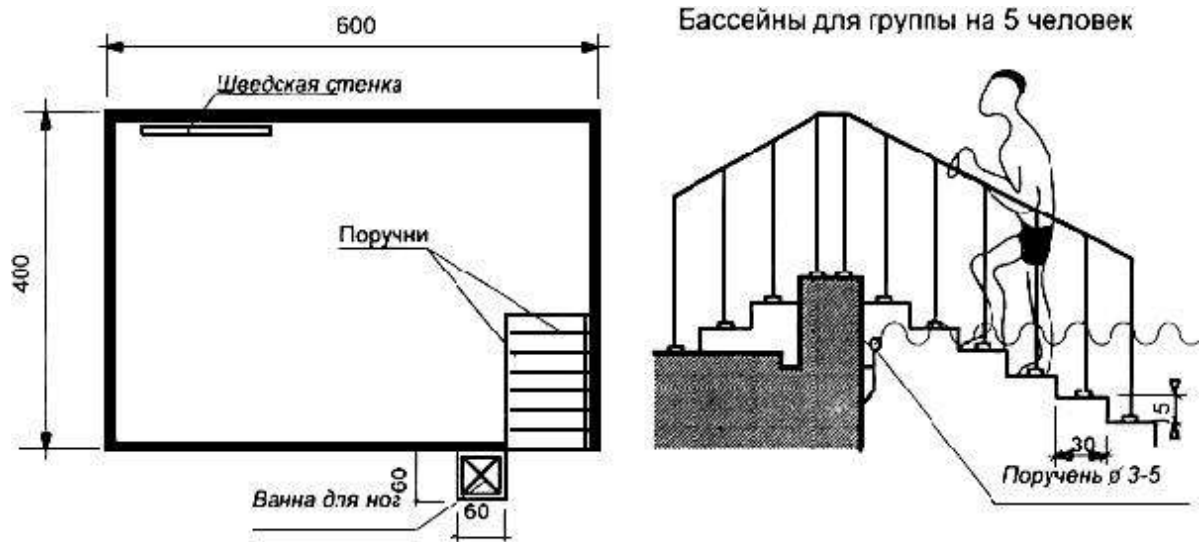 Бассейны для группы на 5 человек
600
Шведская стенка
400
Поручни
Ванна для ног
60
60
5
30
Поручень ø 3-5